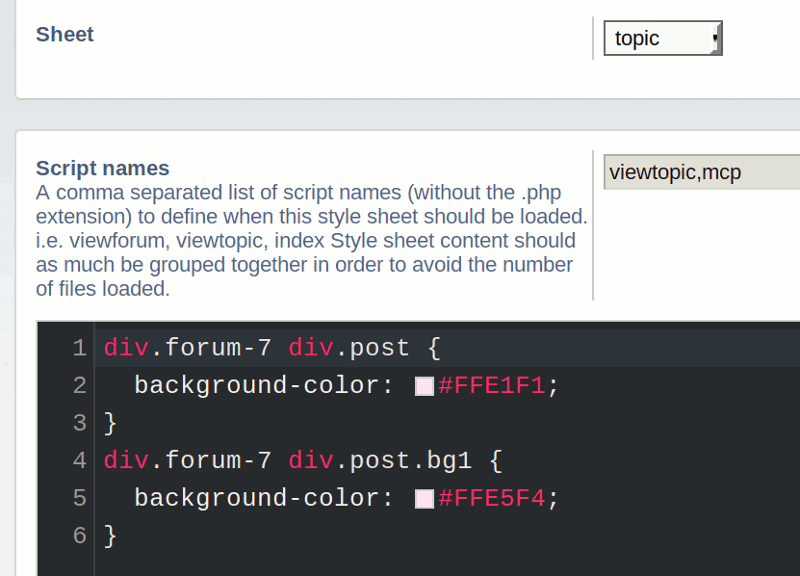 Sheet
topic
Script names
viewtopic,mcp
A comma separated list of script names (without the .php
extension) to define when this style sheet should be loaded.
i.e. viewforum, viewtopic, index Style sheet content should
as much be grouped together in order to avoid the number
of files loaded.
1 div.forum-7 div.post {
2   background-color: #FFE1F1;
3 }
4 div.forum-7 div.post.bg1 {
5   background-color: #FFE5F4;
6 }